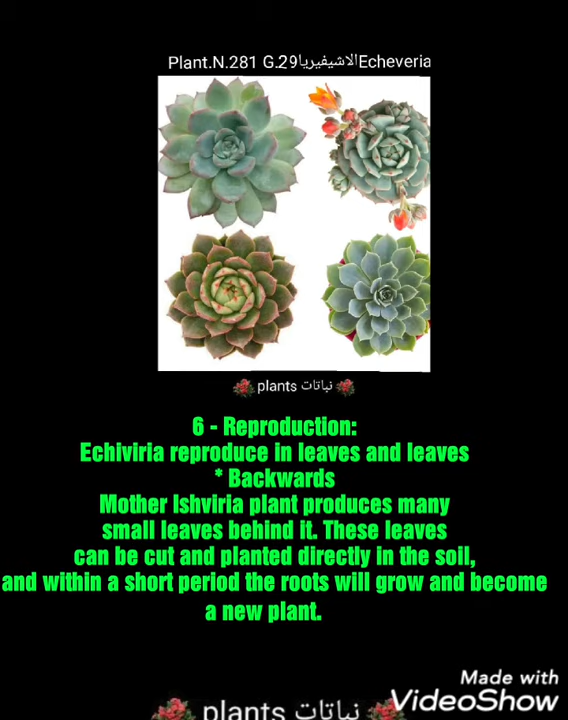 Plant.N.281 G.29الاشيفيرياEcheveria
plants نباتات
6 - Reproduction:
Echiviria reproduce in leaves and leaves
* Backwards
Mother Ishviria plant produces many
small leaves behind it. These leaves
can be cut and planted directly in the soil,
and within a short period the roots will grow and become
a new plant.
Made with
VideoShow
plants نباتات